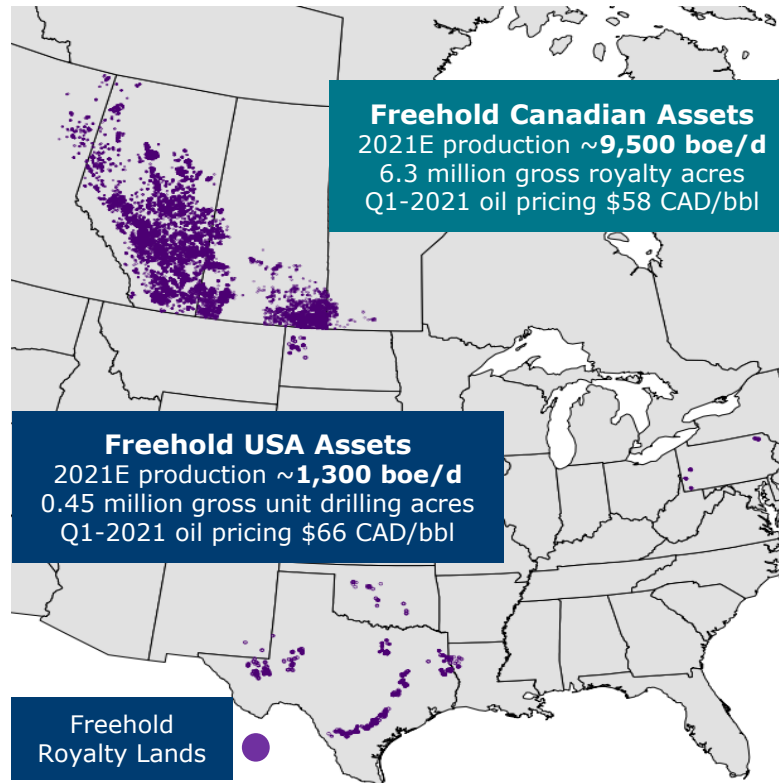 Freehold Canadian Assets
2021E production ~9,500 boe/d
6.3 million gross royalty acres
Q1-2021 oil pricing $58 CAD/bbl
Freehold USA Assets
2021E production ~1,300 boe/d
0.45 million gross unit drilling acres
Q1-2021 oil pricing $66 CAD/bbl
Freehold
Royalty Lands